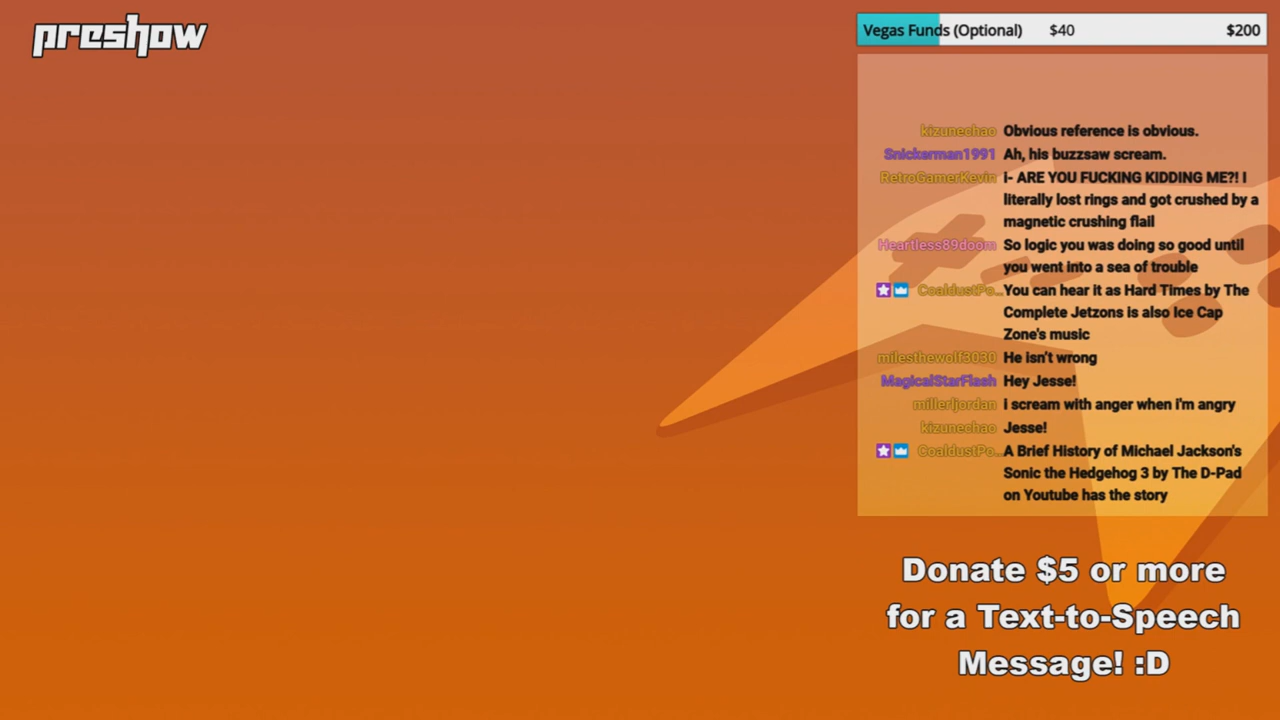 preshow
Vegas Funds (Optional) $40 $200
kizunechao Obvious reference is obvious.
Snickerman1991 Ah, his buzzsaw scream.
RetroGamerKevin I- ARE YOU FUCKING KIDDING ME?! I
literally lost rings and got crushed by a
magnetic crushing flail
Heartless89doom So logic you was doing so good until
you went into a sea of trouble
CoaldustPo... You can hear it as Hard Times by The
Complete Jetzons is also Ice Cap
Zone's music
milesthewolf3030 He isn't wrong
MagicalStarFlash Hey Jesse!
millerljordan i scream with anger when i'm angry
kizunechao Jesse!
CoaldustPo... A Brief History of Michael Jackson's
Sonic the Hedgehog 3 by The D-Pad
on Youtube has the story
Donate $5 or more
for a Text-to-Speech
Message! :D